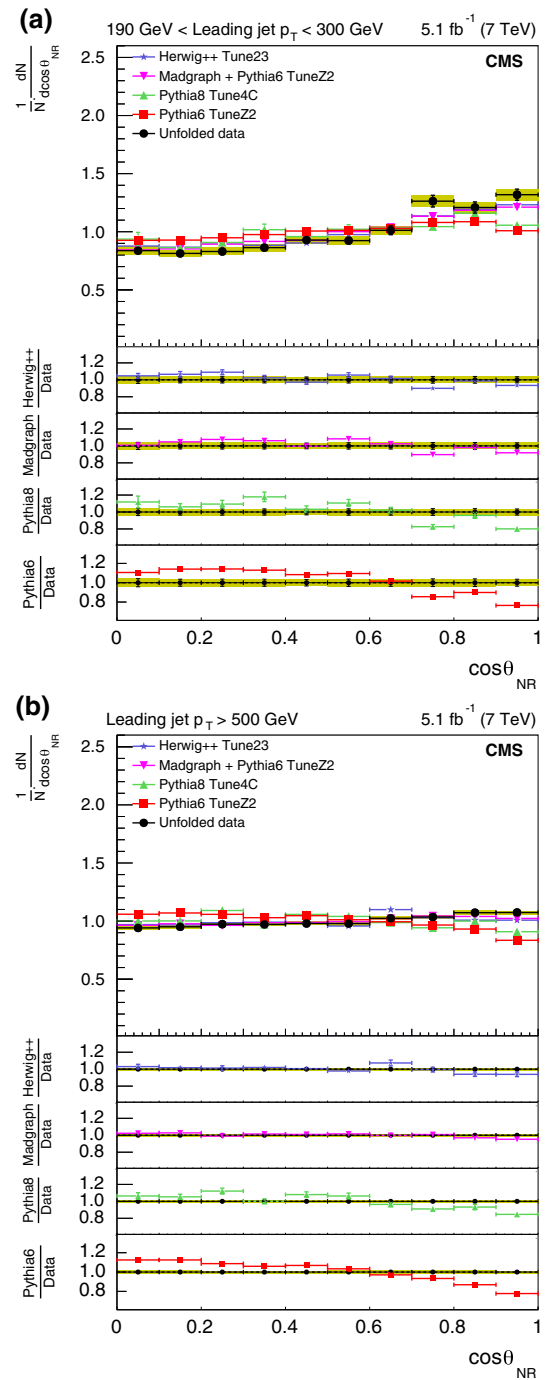 (a)
190 GeV < Leading jet p_T < 300 GeV 5.1 fb^-1 (7 TeV)
1/N · dN/dcosθ_NR
2.5
2.0
1.5
1.0
0.5
Herwig++ Tune23
Madgraph + Pythia6 TuneZ2
Pythia8 Tune4C
Pythia6 TuneZ2
Unfolded data
CMS
Herwig++/Data
1.2
1.0
0.8
Madgraph/Data
1.2
1.0
0.8
Pythia8/Data
1.2
1.0
0.8
Pythia6/Data
1.2
1.0
0.8
0 0.2 0.4 0.6 0.8 1
cosθ_NR
(b)
Leading jet p_T > 500 GeV 5.1 fb^-1 (7 TeV)
1/N · dN/dcosθ_NR
2.5
2.0
1.5
1.0
0.5
Herwig++ Tune23
Madgraph + Pythia6 TuneZ2
Pythia8 Tune4C
Pythia6 TuneZ2
Unfolded data
CMS
Herwig++/Data
1.2
1.0
0.8
Madgraph/Data
1.2
1.0
0.8
Pythia8/Data
1.2
1.0
0.8
Pythia6/Data
1.2
1.0
0.8
0 0.2 0.4 0.6 0.8 1
cosθ_NR